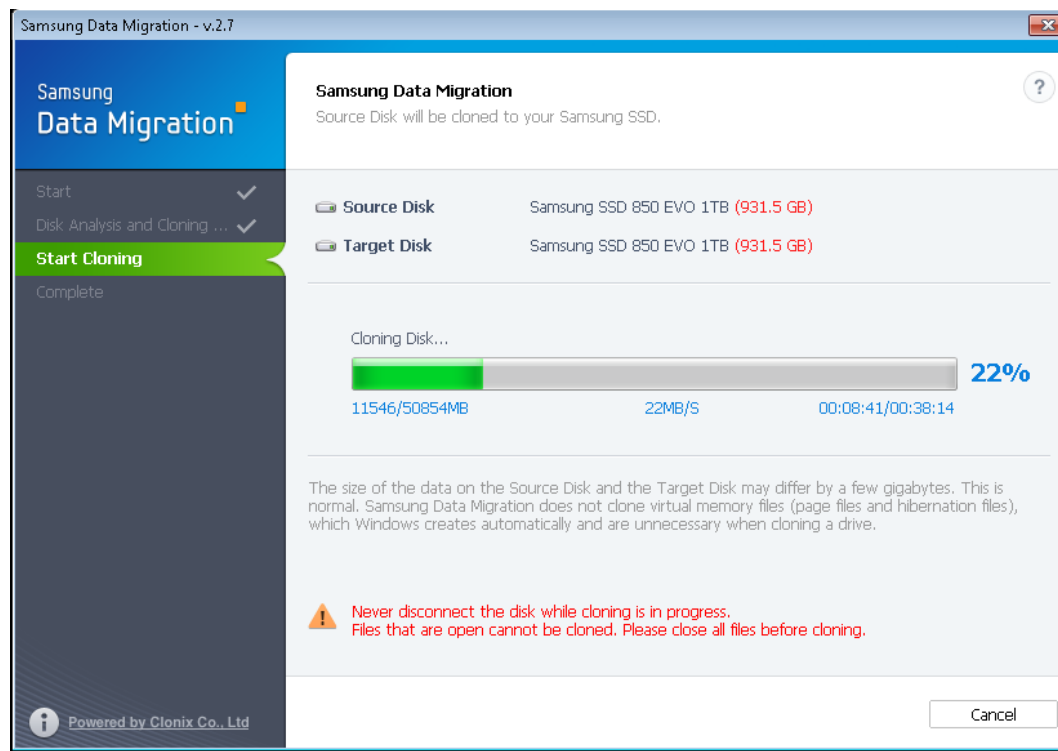 Samsung Data Migration - v.2.7
Samsung
Data Migration
Start
Disk Analysis and Cloning ...
Start Cloning
Complete
Samsung Data Migration
Source Disk will be cloned to your Samsung SSD.
?
Source Disk Samsung SSD 850 EVO 1TB (931.5 GB)
Target Disk Samsung SSD 850 EVO 1TB (931.5 GB)
Cloning Disk...
22%
11546/50854MB 22MB/S 00:08:41/00:38:14
The size of the data on the Source Disk and the Target Disk may differ by a few gigabytes. This is
normal. Samsung Data Migration does not clone virtual memory files (page files and hibernation files),
which Windows creates automatically and are unnecessary when cloning a drive.
Never disconnect the disk while cloning is in progress.
Files that are open cannot be cloned. Please close all files before cloning.
Powered by Clonix Co., Ltd
Cancel